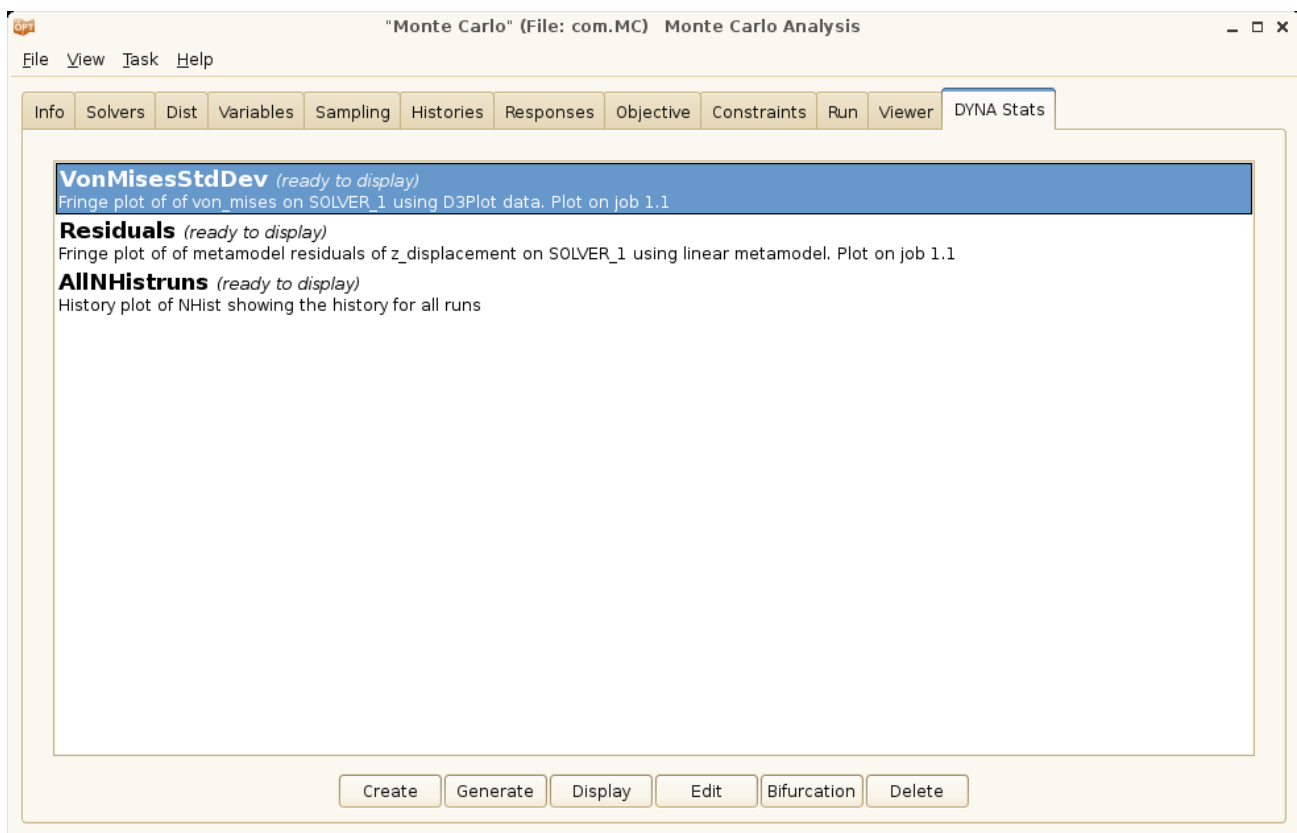 OPT
"Monte Carlo" (File: com.MC) Monte Carlo Analysis
File View Task Help
Info Solvers Dist Variables Sampling Histories Responses Objective Constraints Run Viewer DYNA Stats
VonMisesStdDev (ready to display)
Fringe plot of of von_mises on SOLVER_1 using D3Plot data. Plot on job 1.1
Residuals (ready to display)
Fringe plot of of metamodel residuals of z_displacement on SOLVER_1 using linear metamodel. Plot on job 1.1
AllNHistruns (ready to display)
History plot of NHist showing the history for all runs
Create Generate Display Edit Bifurcation Delete